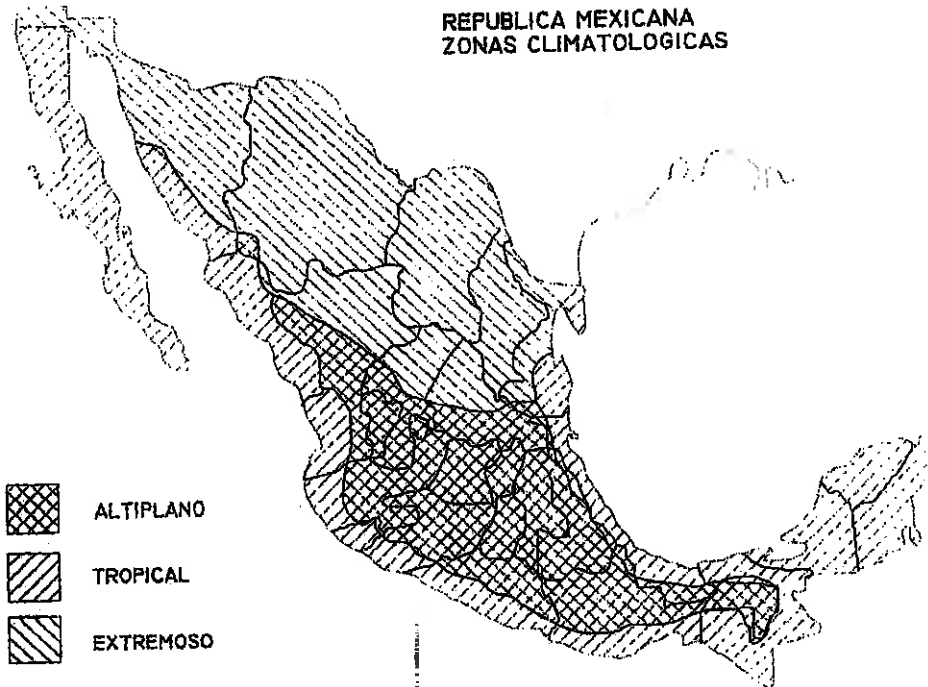 REPUBLICA MEXICANA
ZONAS CLIMATOLOGICAS
ALTIPLANO
TROPICAL
EXTREMOSO